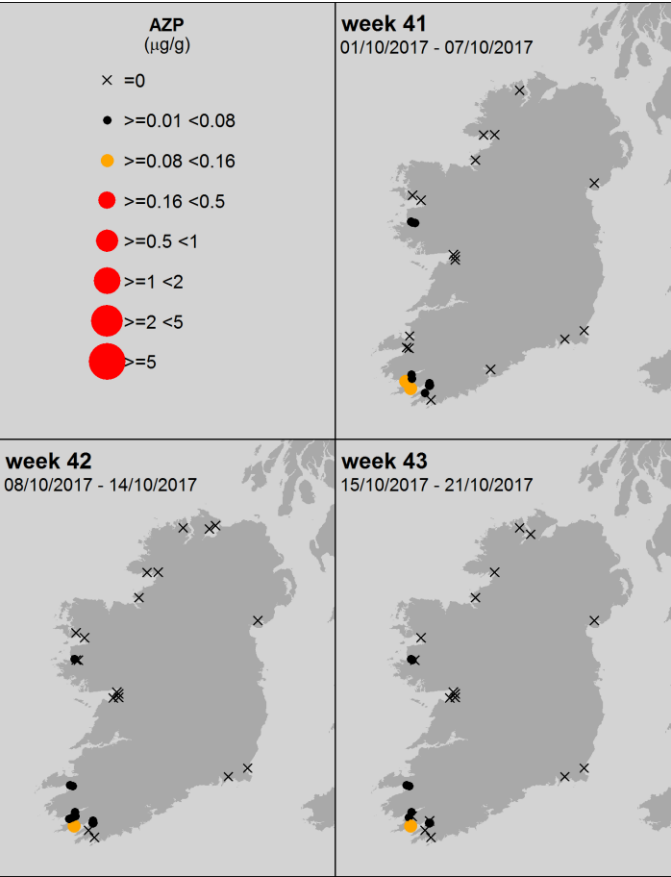 AZP
(µg/g)
=0
>=0.01 <0.08
>=0.08 <0.16
>=0.16 <0.5
>=0.5 <1
>=1 <2
>=2 <5
>=5
week 41
01/10/2017 - 07/10/2017
week 42
08/10/2017 - 14/10/2017
week 43
15/10/2017 - 21/10/2017